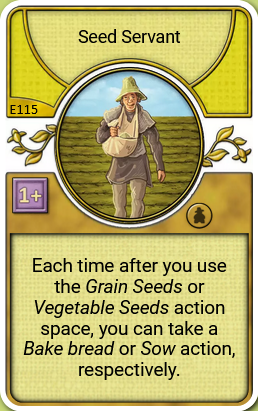 Seed Servant
E115
1+
Each time after you use
the Grain Seeds or
Vegetable Seeds action
space, you can take a
Bake bread or Sow action,
respectively.